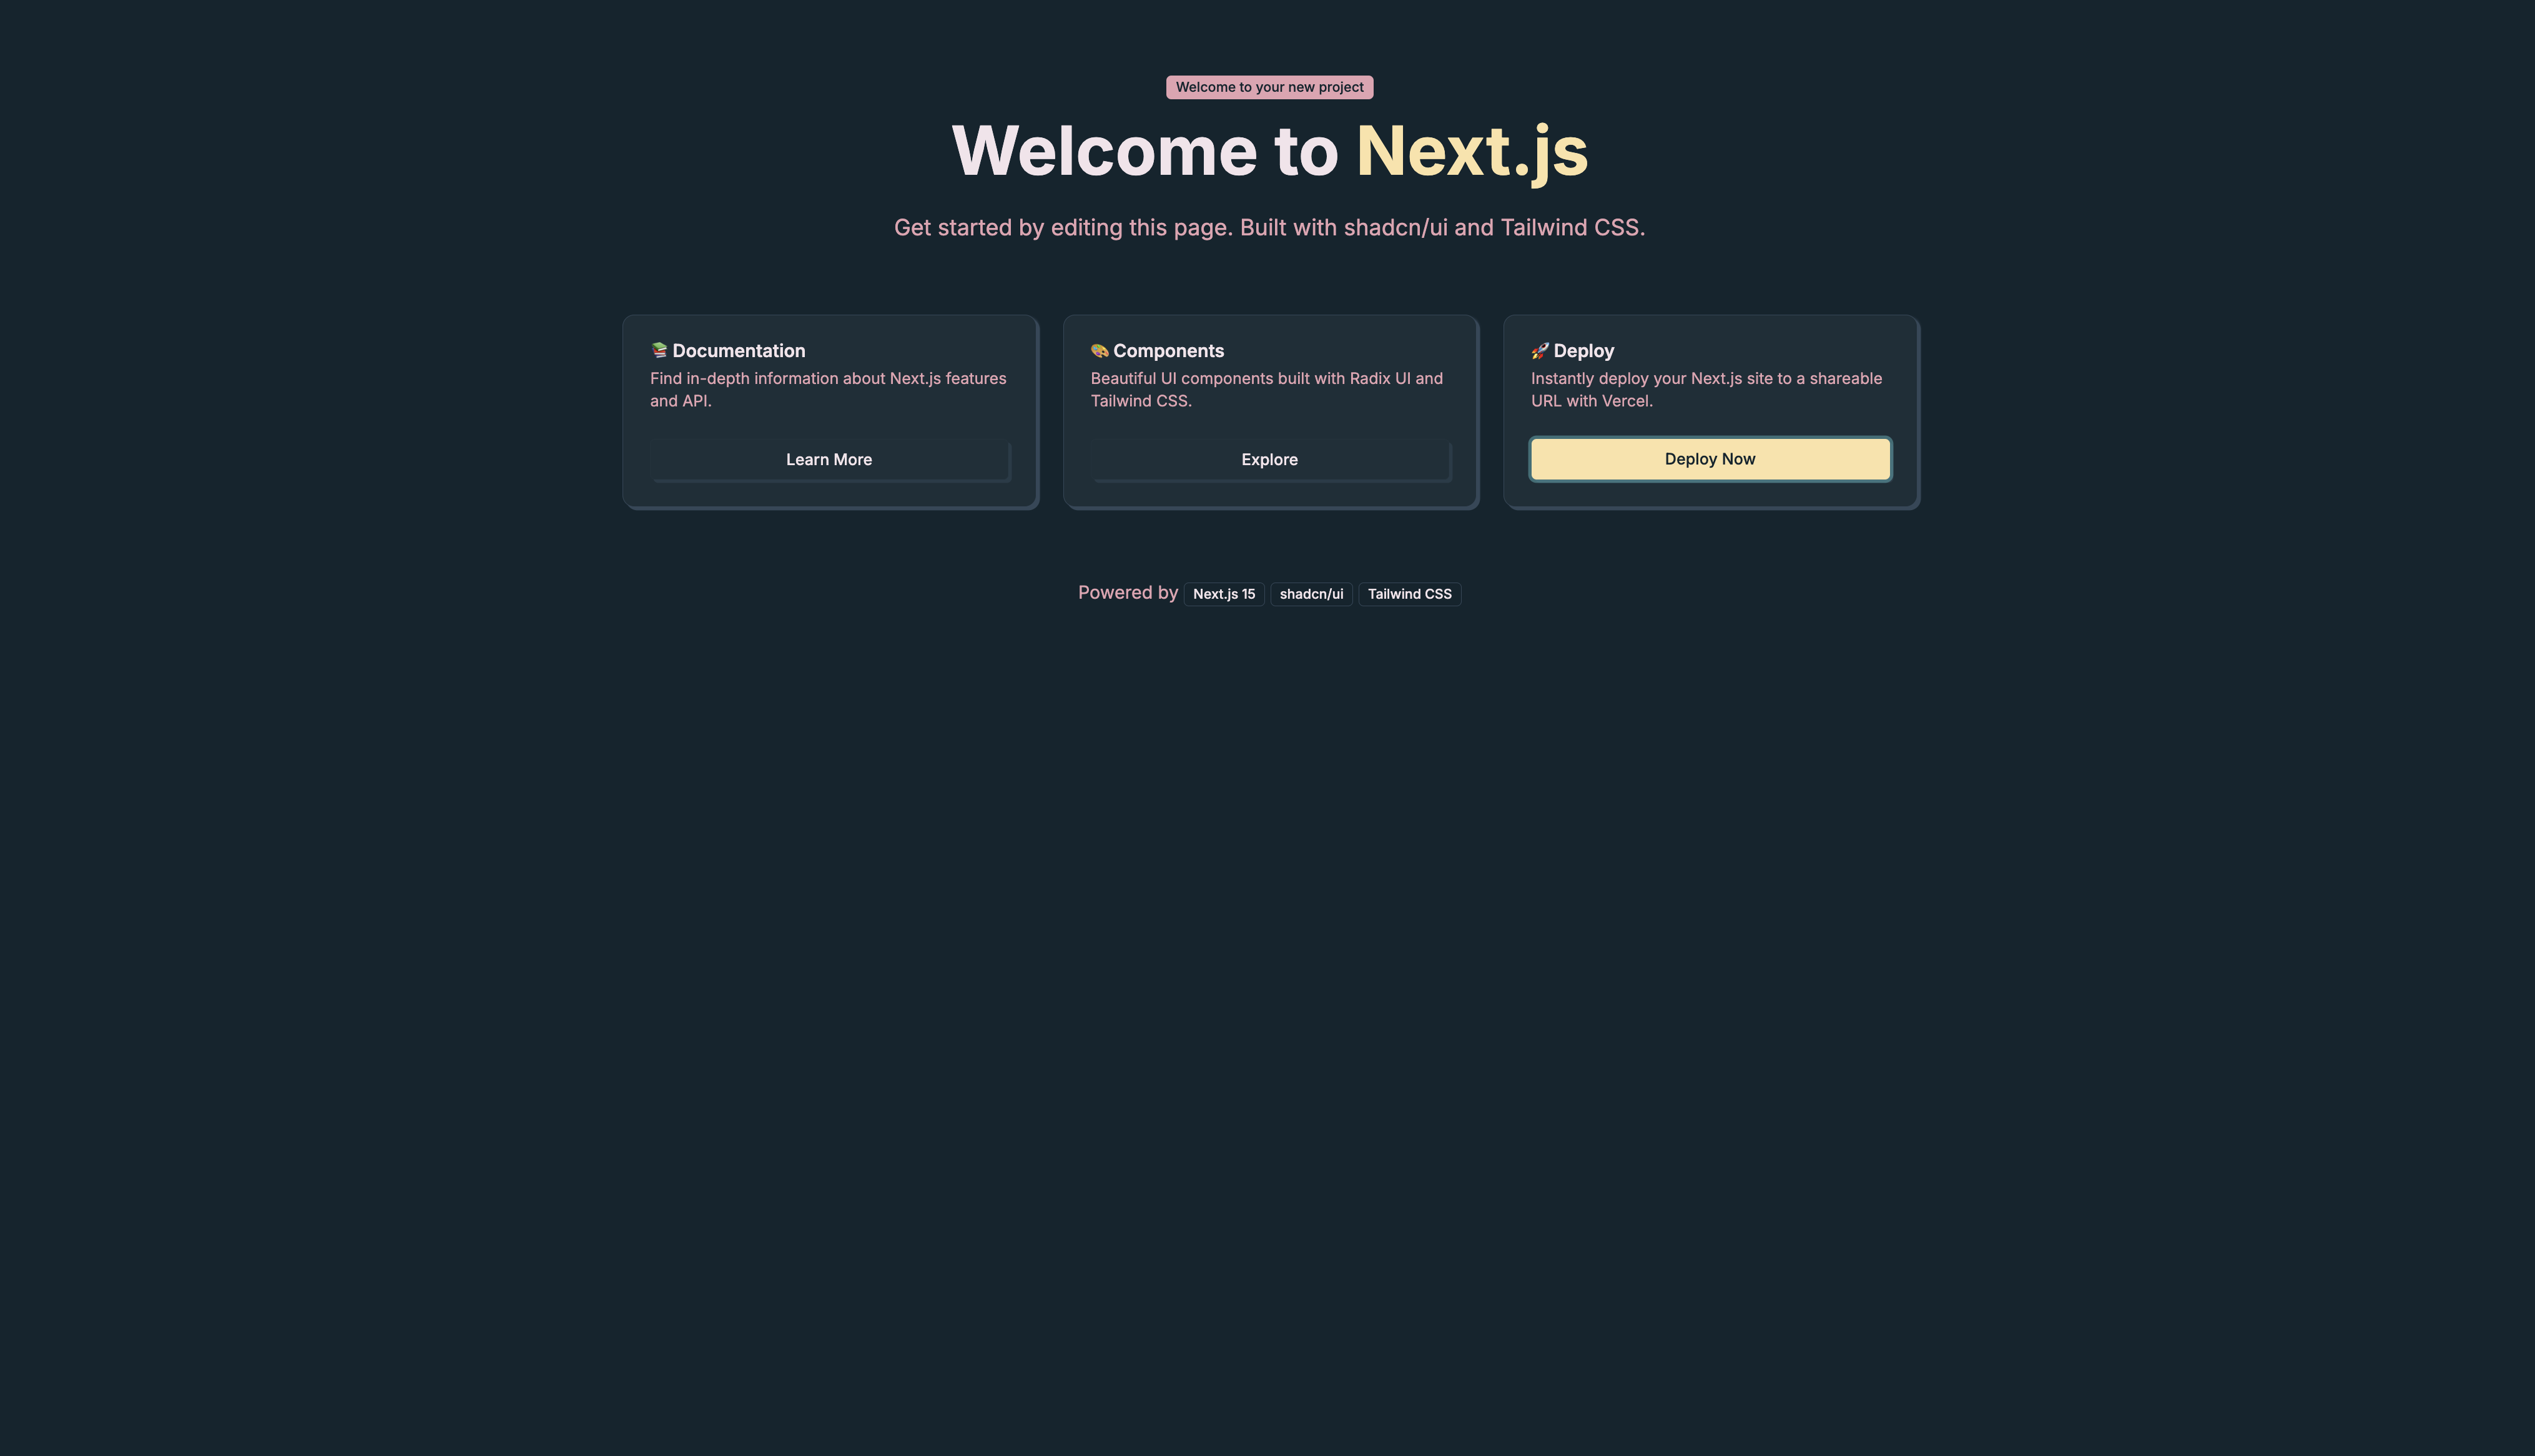 Welcome to your new project
Welcome to Next.js
Get started by editing this page. Built with shadcn/ui and Tailwind CSS.
📚 Documentation
Find in-depth information about Next.js features
and API.
Learn More
🎨 Components
Beautiful UI components built with Radix UI and
Tailwind CSS.
Explore
🚀 Deploy
Instantly deploy your Next.js site to a shareable
URL with Vercel.
Deploy Now
Powered by Next.js 15 shadcn/ui Tailwind CSS